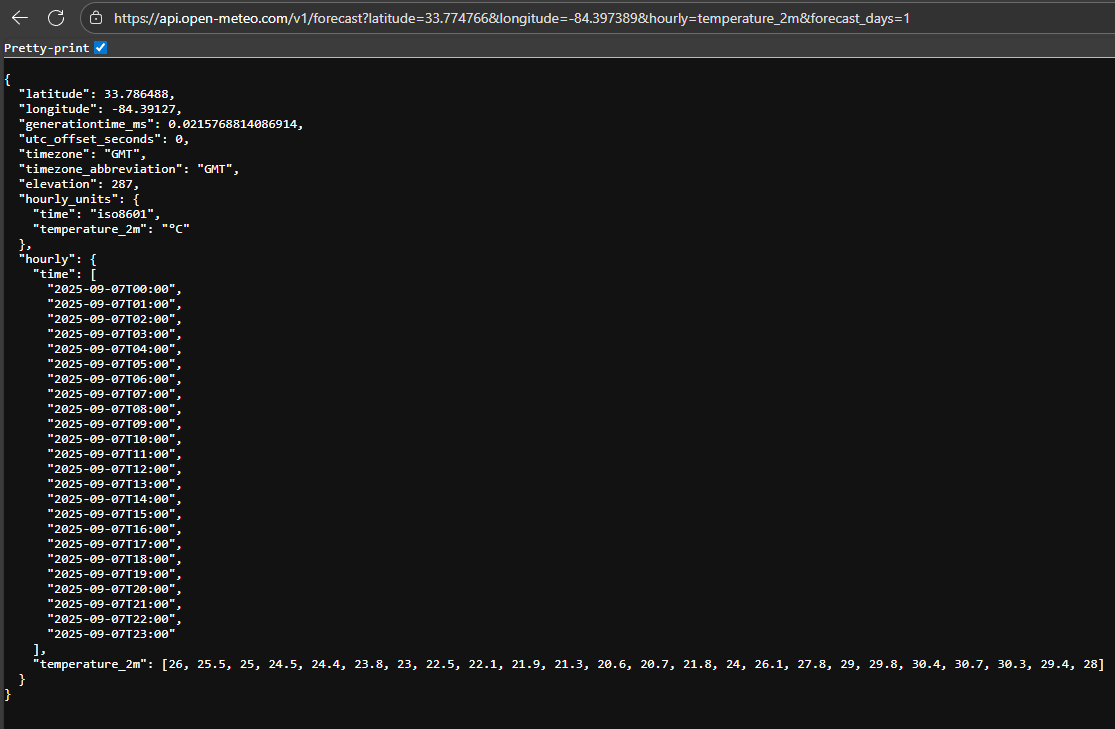 https://api.open-meteo.com/v1/forecast?latitude=33.774766&longitude=-84.397389&hourly=temperature_2m&forecast_days=1
Pretty-print
{
  "latitude": 33.786488,
  "longitude": -84.39127,
  "generationtime_ms": 0.0215768814086914,
  "utc_offset_seconds": 0,
  "timezone": "GMT",
  "timezone_abbreviation": "GMT",
  "elevation": 287,
  "hourly_units": {
    "time": "iso8601",
    "temperature_2m": "°C"
  },
  "hourly": {
    "time": [
      "2025-09-07T00:00",
      "2025-09-07T01:00",
      "2025-09-07T02:00",
      "2025-09-07T03:00",
      "2025-09-07T04:00",
      "2025-09-07T05:00",
      "2025-09-07T06:00",
      "2025-09-07T07:00",
      "2025-09-07T08:00",
      "2025-09-07T09:00",
      "2025-09-07T10:00",
      "2025-09-07T11:00",
      "2025-09-07T12:00",
      "2025-09-07T13:00",
      "2025-09-07T14:00",
      "2025-09-07T15:00",
      "2025-09-07T16:00",
      "2025-09-07T17:00",
      "2025-09-07T18:00",
      "2025-09-07T19:00",
      "2025-09-07T20:00",
      "2025-09-07T21:00",
      "2025-09-07T22:00",
      "2025-09-07T23:00"
    ],
    "temperature_2m": [26, 25.5, 25, 24.5, 24.4, 23.8, 23, 22.5, 22.1, 21.9, 21.3, 20.6, 20.7, 21.8, 24, 26.1, 27.8, 29, 29.8, 30.4, 30.7, 30.3, 29.4, 28]
  }
}